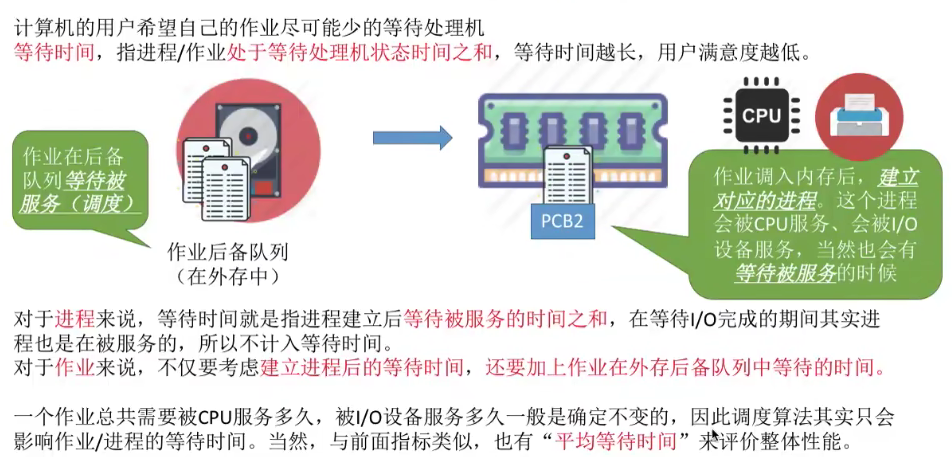 计算机的用户希望自己的作业尽可能少的等待处理机
等待时间，指进程/作业处于等待处理机状态时间之和，等待时间越长，用户满意度越低。
作业在后备
队列等待被
服务（调度）
作业后备队列
（在外存中）
PCB2
CPU
作业调入内存后，建立
对应的进程。这个进程
会被CPU服务、会被I/O
设备服务，当然也会有
等待被服务的时候
对于进程来说，等待时间就是指进程建立后等待被服务的时间之和，在等待I/O完成的期间其实进
程也是在被服务的，所以不计入等待时间。
对于作业来说，不仅要考虑建立进程后的等待时间，还要加上作业在外存后备队列中等待的时间。
一个作业总共需要被CPU服务多久，被I/O设备服务多久一般是确定不变的，因此调度算法其实只会
影响作业/进程的等待时间。当然，与前面指标类似，也有“平均等待时间”来评价整体性能。